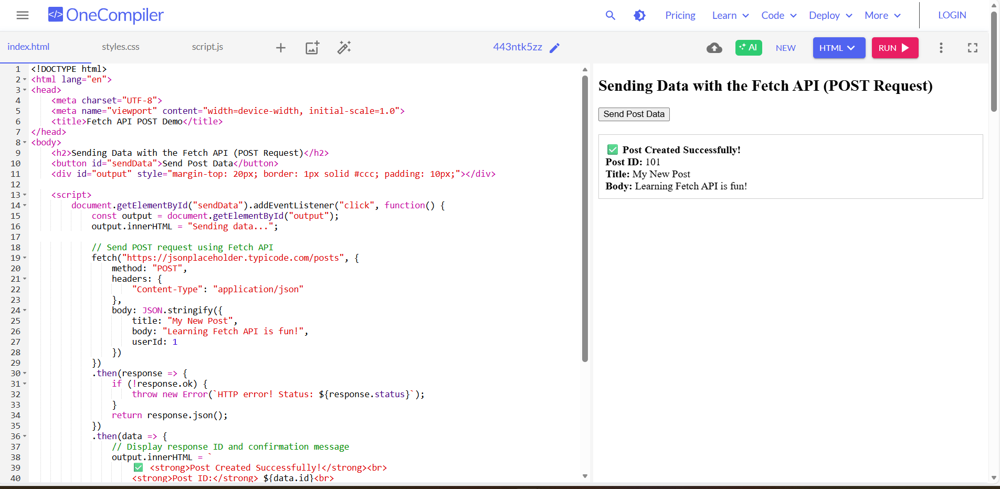 OneCompiler
Pricing Learn Code Deploy More LOGIN
index.html styles.css script.js 443ntk5zz AI NEW HTML RUN
1 <!DOCTYPE html>
2 <html lang="en">
3 <head>
4 <meta charset="UTF-8">
5 <meta name="viewport" content="width=device-width, initial-scale=1.0">
6 <title>Fetch API POST Demo</title>
7 </head>
8 <body>
9 <h2>Sending Data with the Fetch API (POST Request)</h2>
10 <button id="sendData">Send Post Data</button>
11 <div id="output" style="margin-top: 20px; border: 1px solid #ccc; padding: 10px;"></div>
12
13 <script>
14 document.getElementById("sendData").addEventListener("click", function() {
15 const output = document.getElementById("output");
16 output.innerHTML = "Sending data...";
17
18 // Send POST request using Fetch API
19 fetch("https://jsonplaceholder.typicode.com/posts", {
20 method: "POST",
21 headers: {
22 "Content-Type": "application/json"
23 },
24 body: JSON.stringify({
25 title: "My New Post",
26 body: "Learning Fetch API is fun!",
27 userId: 1
28 })
29 })
30 .then(response => {
31 if (!response.ok) {
32 throw new Error(`HTTP error! Status: ${response.status}`);
33 }
34 return response.json();
35 })
36 .then(data => {
37 // Display response ID and confirmation message
38 output.innerHTML = `
39 ✅ <strong>Post Created Successfully!</strong><br>
40 <strong>Post ID:</strong> ${data.id}<br>
Sending Data with the Fetch API (POST Request)
Send Post Data
✅ Post Created Successfully!
Post ID: 101
Title: My New Post
Body: Learning Fetch API is fun!